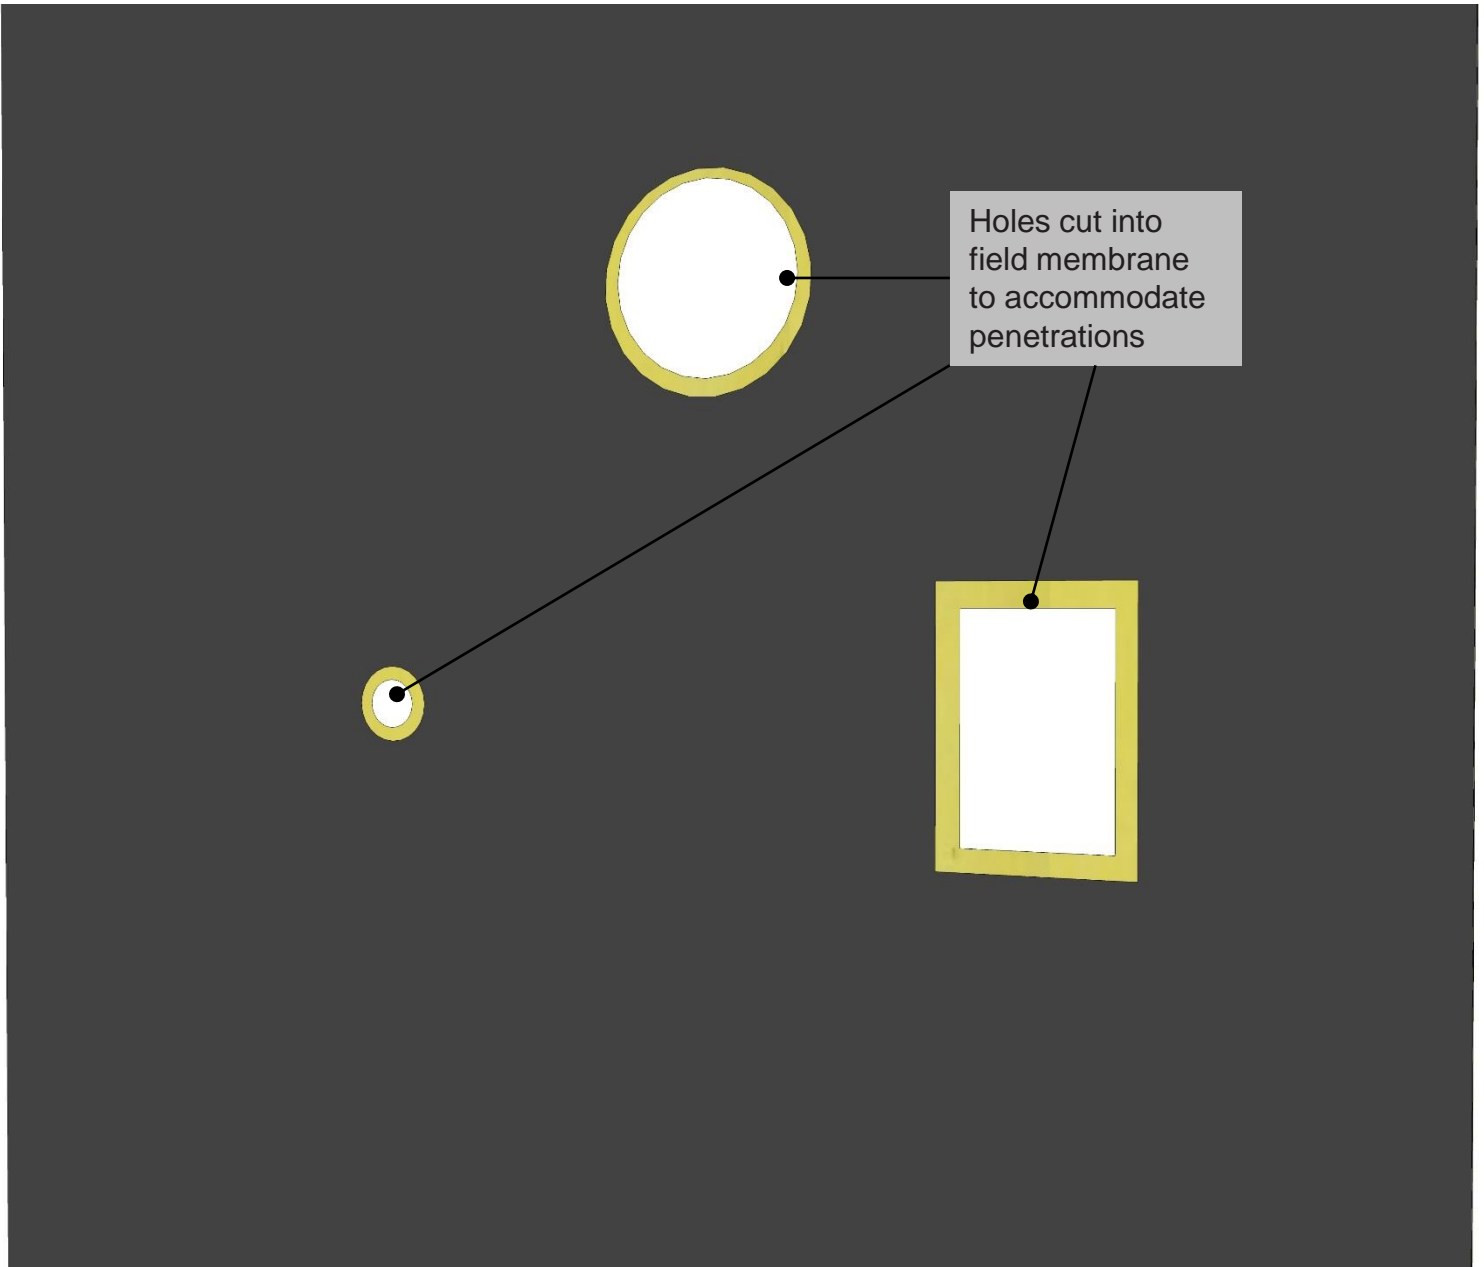 Holes cut into
field membrane
to accommodate
penetrations